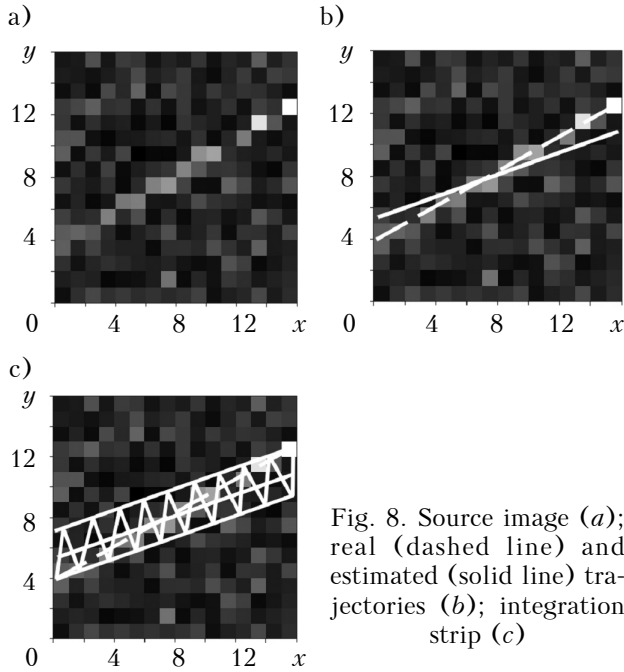 a)
y
12
8
4
0
4
8
12
x
b)
y
12
8
4
0
4
8
12
x
c)
y
12
8
4
0
4
8
12
x
Fig. 8. Source image (a);
real (dashed line) and
estimated (solid line) tra-
jectories (b); integration
strip (c)